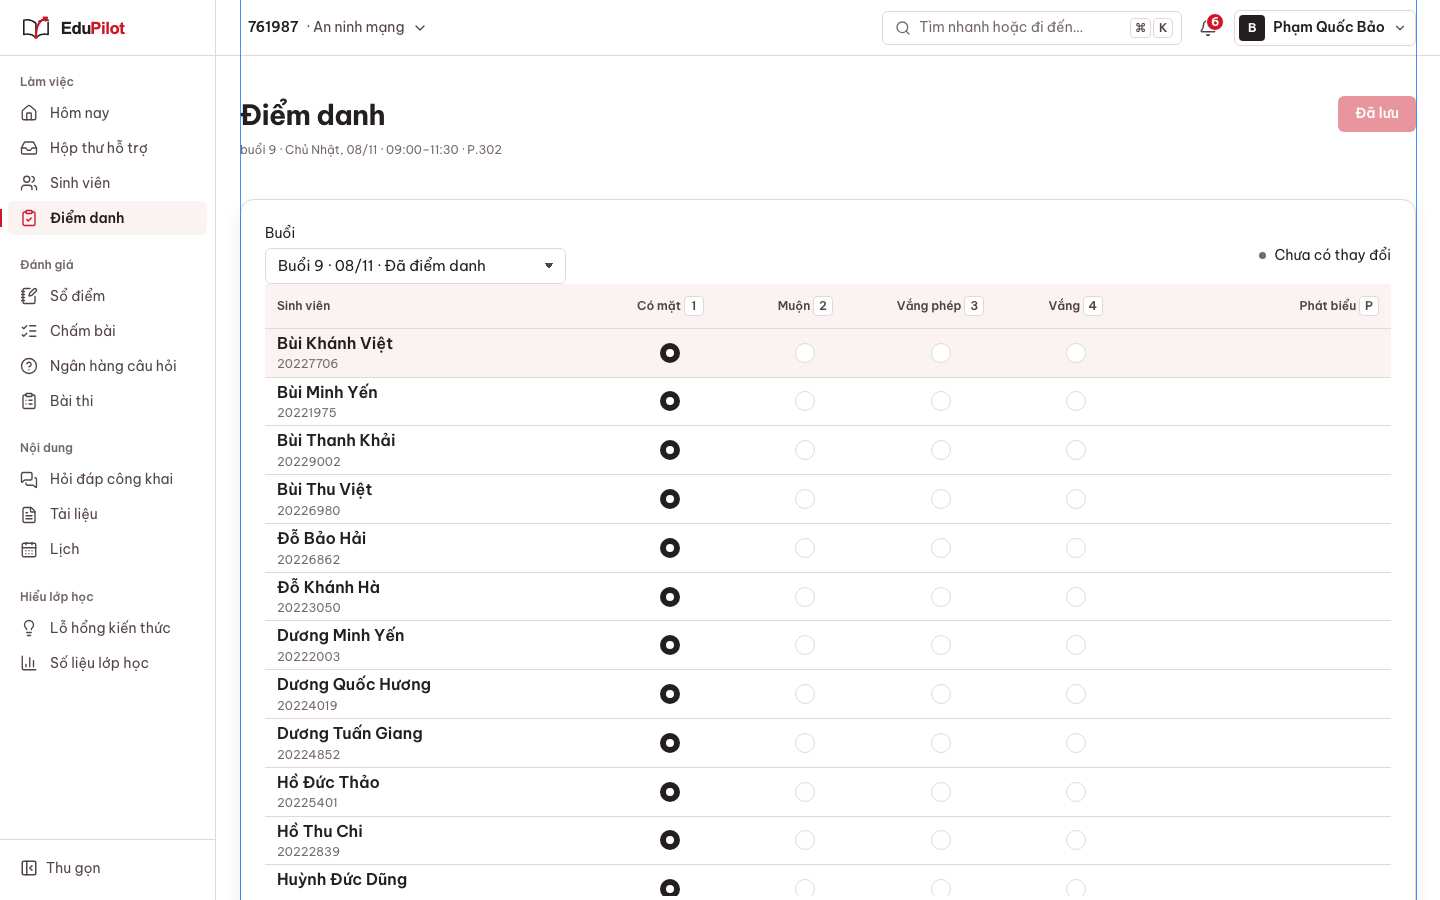 EduPilot
761987 · An ninh mạng
Tìm nhanh hoặc đi đến... ⌘ K
6
B Phạm Quốc Bảo
Làm việc
Hôm nay
Hộp thư hỗ trợ
Sinh viên
Điểm danh
Đánh giá
Sổ điểm
Chấm bài
Ngân hàng câu hỏi
Bài thi
Nội dung
Hỏi đáp công khai
Tài liệu
Lịch
Hiểu lớp học
Lỗ hổng kiến thức
Số liệu lớp học
Thu gọn
Điểm danh
Đã lưu
buổi 9 · Chủ Nhật, 08/11 · 09:00–11:30 · P.302
Buổi
Buổi 9 · 08/11 · Đã điểm danh
Chưa có thay đổi
Sinh viên Có mặt 1 Muộn 2 Vắng phép 3 Vắng 4 Phát biểu P
Bùi Khánh Việt
20227706
Bùi Minh Yến
20221975
Bùi Thanh Khải
20229002
Bùi Thu Việt
20226980
Đỗ Bảo Hải
20226862
Đỗ Khánh Hà
20223050
Dương Minh Yến
20222003
Dương Quốc Hương
20224019
Dương Tuấn Giang
20224852
Hồ Đức Thảo
20225401
Hồ Thu Chi
20222839
Huỳnh Đức Dũng